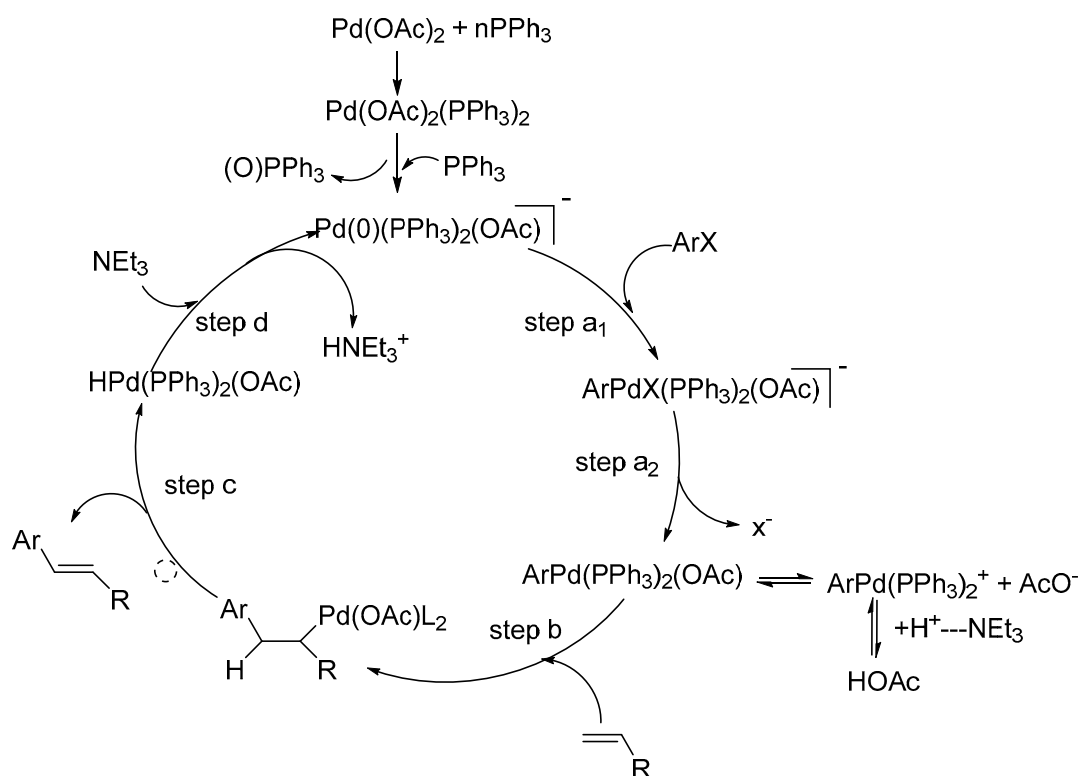 Pd(OAc)₂ + nPPh₃
Pd(OAc)₂(PPh₃)₂
(O)PPh₃
PPh₃
Pd(0)(PPh₃)₂(OAc)
-
ArX
NEt₃
step d
step a₁
HNEt₃⁺
HPd(PPh₃)₂(OAc)
ArPdX(PPh₃)₂(OAc)
-
step a₂
step c
x⁻
Ar
R
ArPd(PPh₃)₂(OAc)
ArPd(PPh₃)₂⁺ + AcO⁻
Ar
Pd(OAc)L₂
step b
+H⁺---NEt₃
H
R
HOAc
R